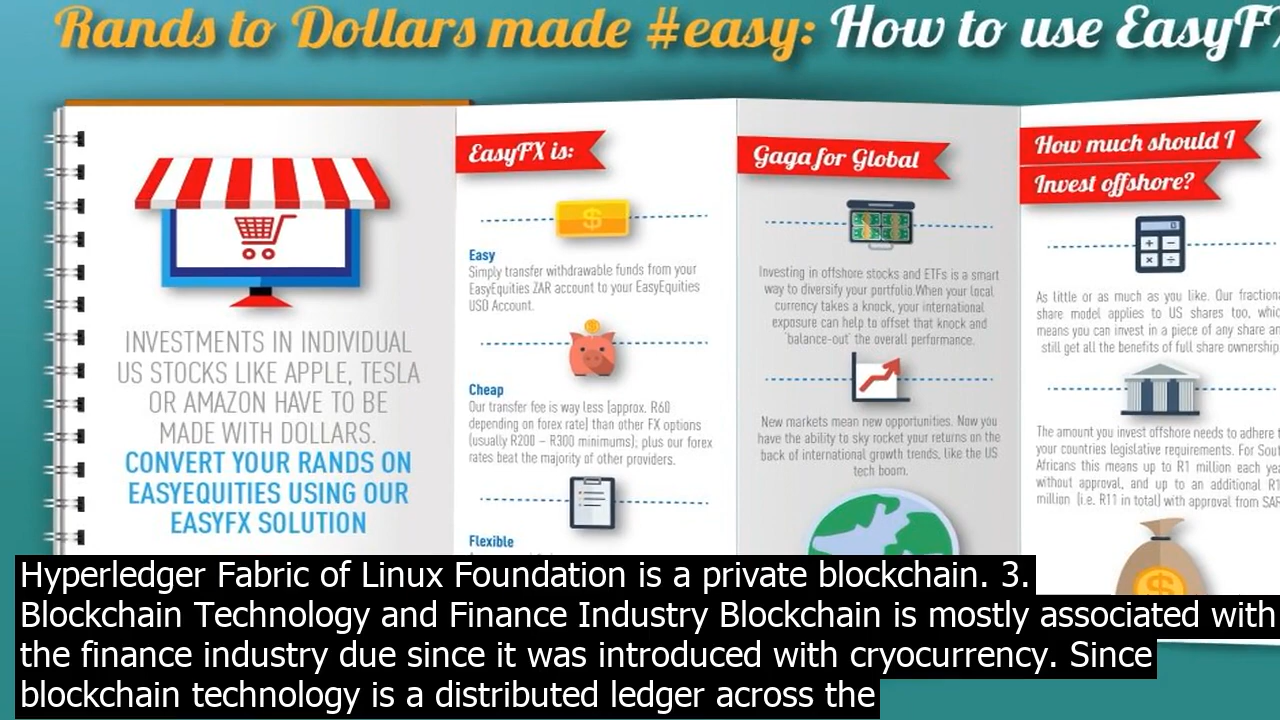 Rands to Dollars made #easy: How to use EasyF
INVESTMENTS IN INDIVIDUAL
US STOCKS LIKE APPLE, TESLA
OR AMAZON HAVE TO BE
MADE WITH DOLLARS.
CONVERT YOUR RANDS ON
EASYEQUITIES USING OUR
EASYFX SOLUTION
EasyFX is:
Easy
Simply transfer withdrawable funds from your
EasyEquities ZAR account to your EasyEquities
USD Account.
Cheap
Our transfer fee is way less (approx. R60
depending on forex rate) than other FX options
(usually R200 – R300 minimums); plus our forex
rates beat the majority of other providers.
Flexible
Gaga for Global
Investing in offshore stocks and ETFs is a smart
way to diversify your portfolio.When your local
currency takes a knock, your international
exposure can help to offset that knock and
'balance-out' the overall performance.
New markets mean new opportunities. Now you
have the ability to sky rocket your returns on the
back of international growth trends, like the US
tech boom.
How much should I
Invest offshore?
As little or as much as you like. Our fraction
share model applies to US shares too, whic
means you can invest in a piece of any share a
still get all the benefits of full share ownership
The amount you invest offshore needs to adhere
your countries legislative requirements. For Sou
Africans this means up to R1 million each ye
without approval, and up to an additional R1
million (i.e. R11 in total) with approval from SA
Hyperledger Fabric of Linux Foundation is a private blockchain. 3.
Blockchain Technology and Finance Industry Blockchain is mostly associated with
the finance industry due since it was introduced with cryocurrency. Since
blockchain technology is a distributed ledger across the